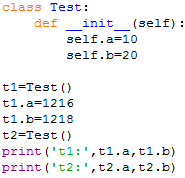 class Test:
    def __init__(self):
        self.a=10
        self.b=20
t1=Test()
t1.a=1216
t1.b=1218
t2=Test()
print('t1:',t1.a,t1.b)
print('t2:',t2.a,t2.b)